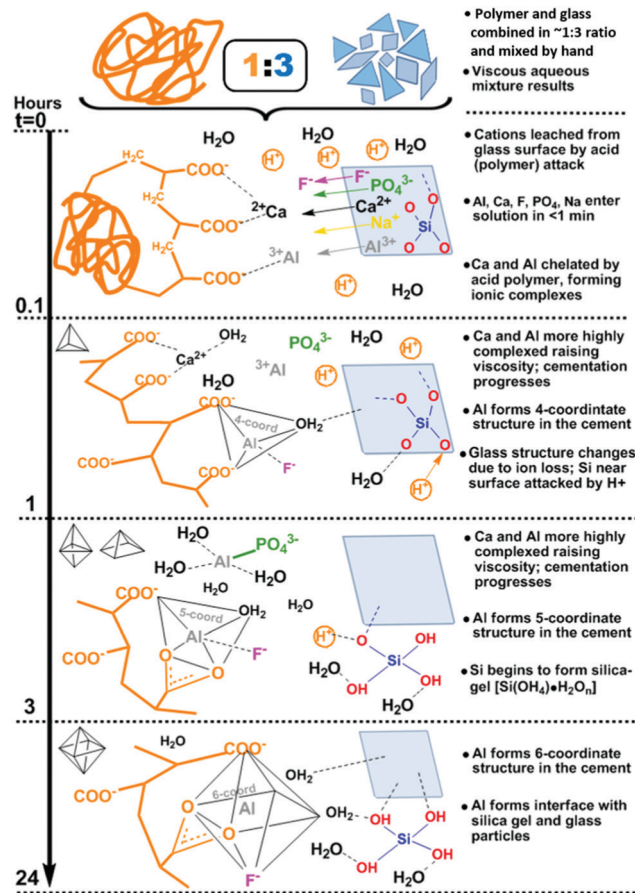 1:3
• Polymer and glass
combined in ~1:3 ratio
and mixed by hand
• Viscous aqueous
mixture results
Hours
t=0
H₂O
H₂O
H₂O
H⁺
H⁺
H⁺
H⁺
H₂C
COO⁻
H₂C
COO⁻
H₂C
COO⁻
²⁺Ca
³⁺Al
F⁻
F⁻
PO₄³⁻
Ca²⁺
Na⁺
Al³⁺
O
O
Si
O
O
H⁺
H₂O
• Cations leached from
glass surface by acid
(polymer) attack
• Al, Ca, F, PO₄, Na enter
solution in <1 min
• Ca and Al chelated by
acid polymer, forming
ionic complexes
0.1
COO⁻
OH₂
Ca²⁺
COO⁻
PO₄³⁻
H₂O
³⁺Al
H⁺
H⁺
H₂O
COO⁻
4-coord
OH₂
Al
COO⁻
COO⁻
F⁻
O
O
Si
O
O
H₂O
H⁺
• Ca and Al more highly
complexed raising
viscosity; cementation
progresses
• Al forms 4-coordintate
structure in the cement
• Glass structure changes
due to ion loss; Si near
surface attacked by H+
1
H₂O
PO₄³⁻
Al
H₂O
H₂O
H₂O
H₂O
COO⁻
5-coord
OH₂
Al
F⁻
COO⁻
O
O
H⁺
O
OH
Si
H₂O
OH
OH
H₂O
• Ca and Al more highly
complexed raising
viscosity; cementation
progresses
• Al forms 5-coordinate
structure in the cement
• Si begins to form silica-
gel [Si(OH₄)•H₂Oₙ]
3
H₂O
COO⁻
COO⁻
6-coord
Al
O
O
F⁻
OH₂
OH₂
OH
OH
Si
H₂O
OH
OH
H₂O
• Al forms 6-coordinate
structure in the cement
• Al forms interface with
silica gel and glass
particles
24